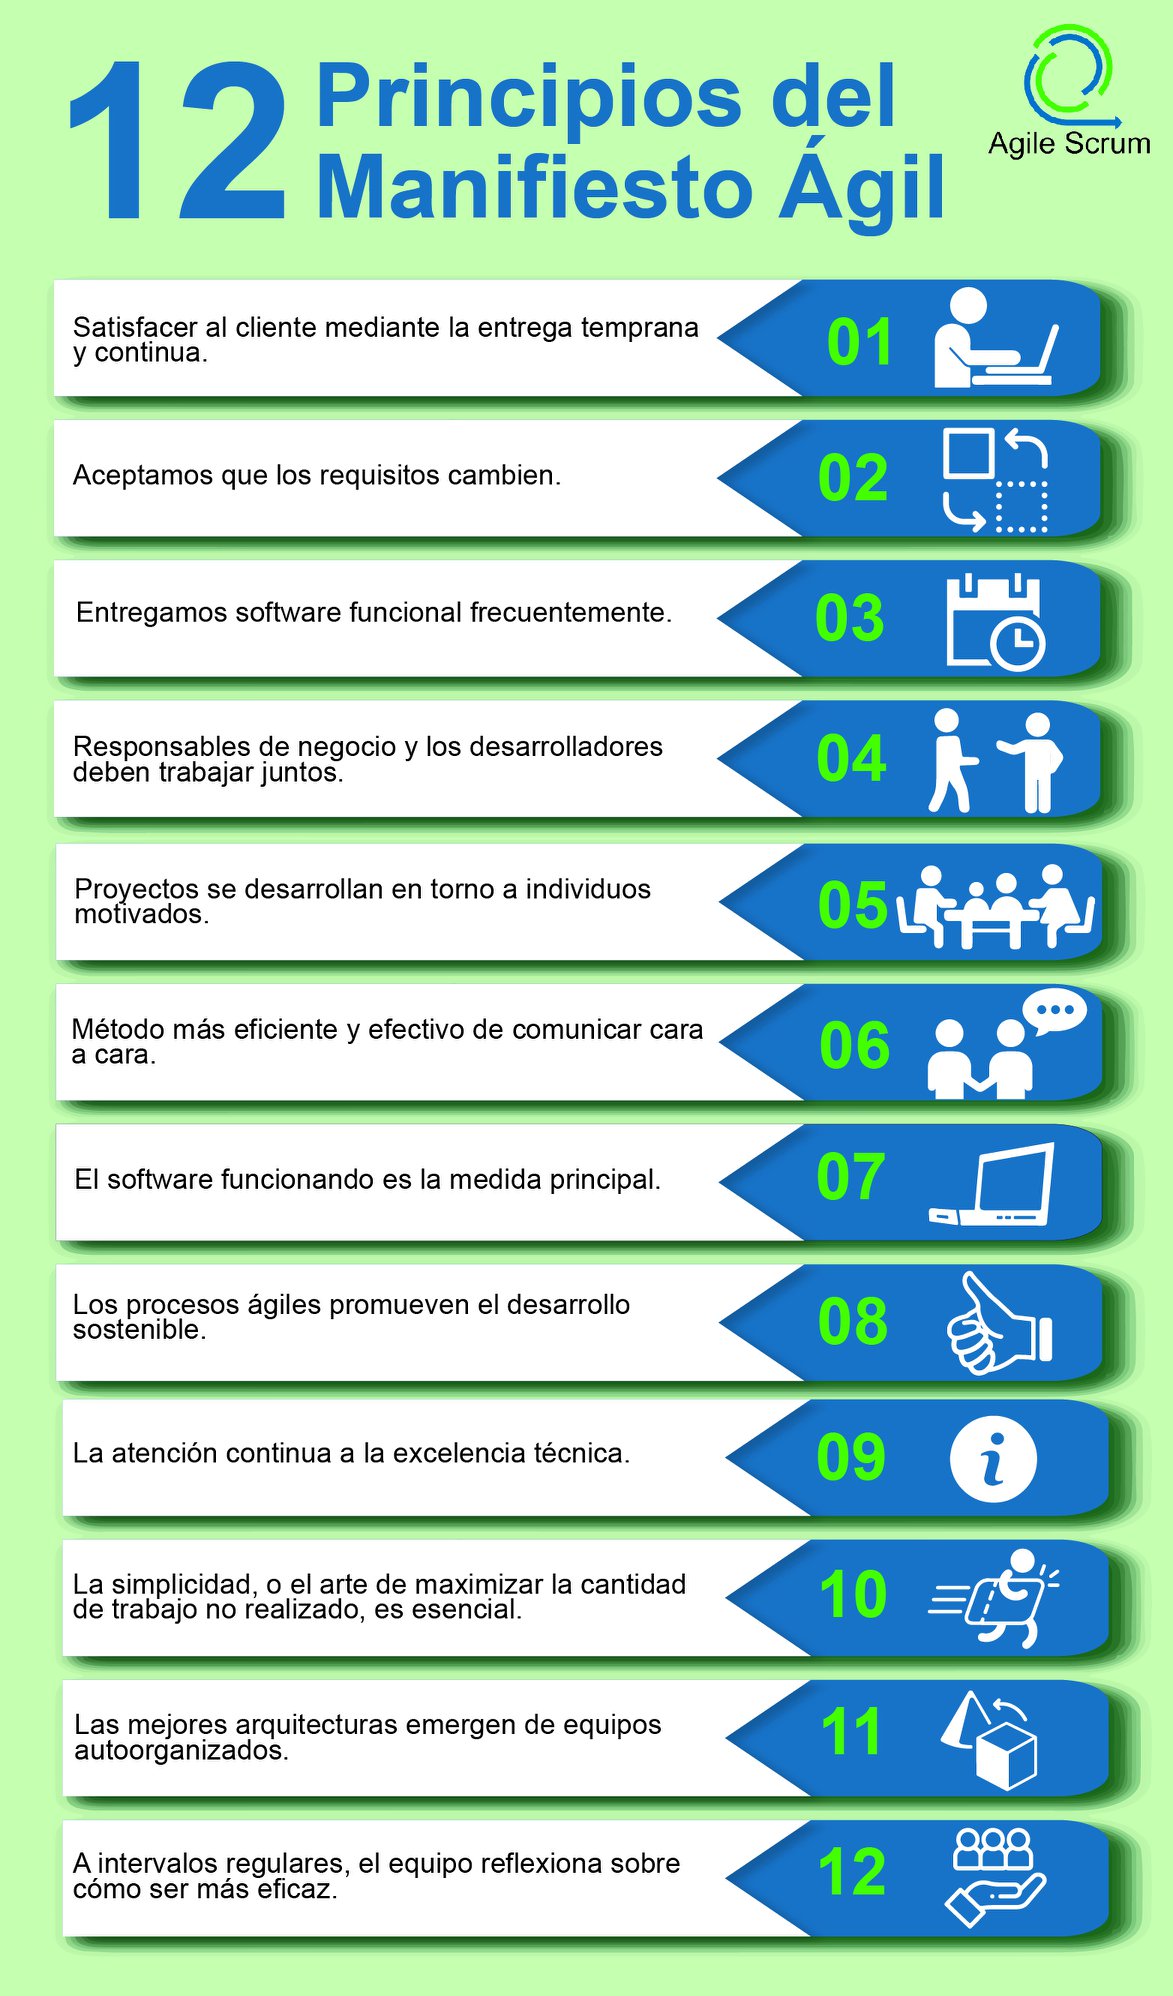 12
Principios del
Manifiesto Ágil
Agile Scrum
Satisfacer al cliente mediante la entrega temprana
y continua.
01
Aceptamos que los requisitos cambien.
02
Entregamos software funcional frecuentemente.
03
Responsables de negocio y los desarrolladores
deben trabajar juntos.
04
Proyectos se desarrollan en torno a individuos
motivados.
05
Método más eficiente y efectivo de comunicar cara
a cara.
06
El software funcionando es la medida principal.
07
Los procesos ágiles promueven el desarrollo
sostenible.
08
La atención continua a la excelencia técnica.
09
i
La simplicidad, o el arte de maximizar la cantidad
de trabajo no realizado, es esencial.
10
Las mejores arquitecturas emergen de equipos
autoorganizados.
11
A intervalos regulares, el equipo reflexiona sobre
cómo ser más eficaz.
12